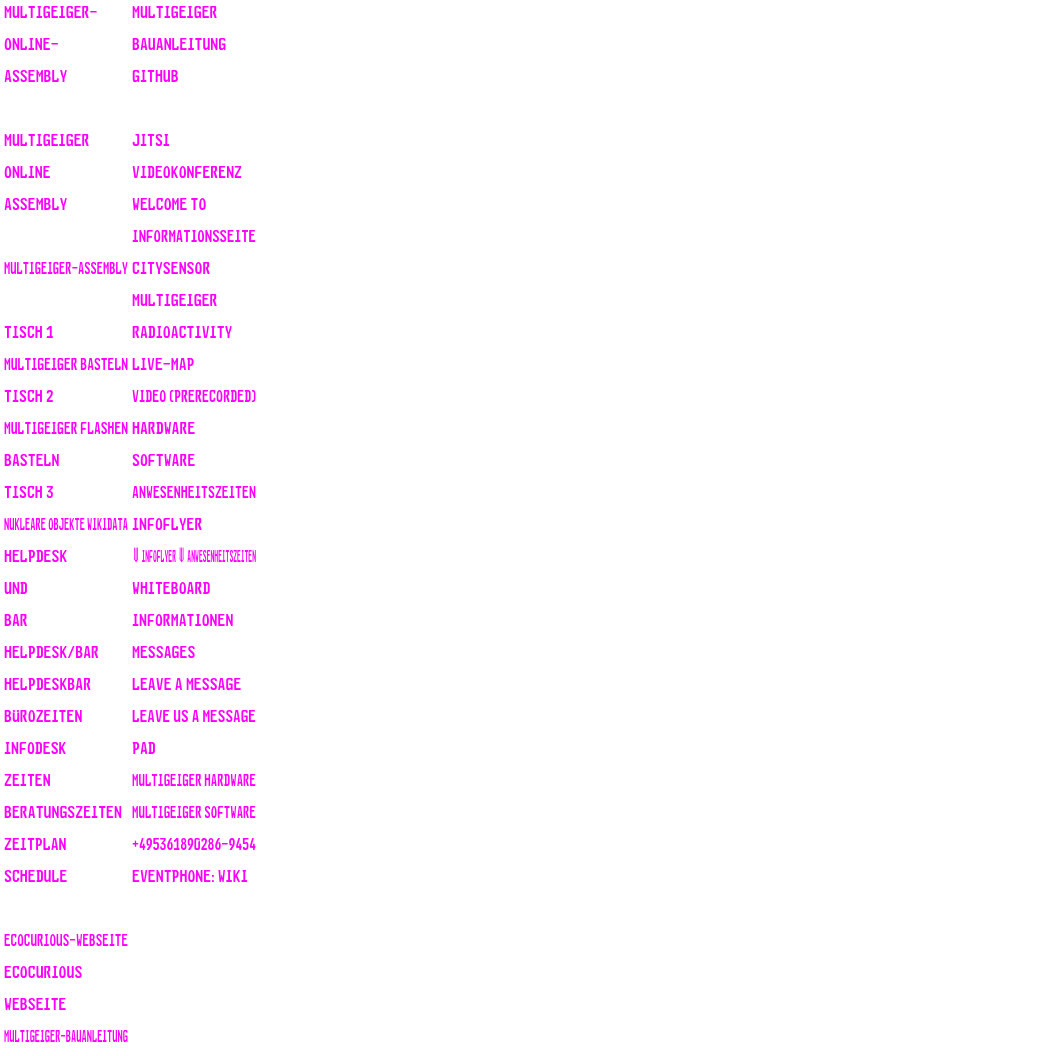 MULTIGEIGER-
ONLINE-
ASSEMBLY
MULTIGEIGER
ONLINE
ASSEMBLY
MULTIGEIGER-ASSEMBLY
TISCH 1
MULTIGEIGER BASTELN
TISCH 2
MULTIGEIGER FLASHEN
BASTELN
TISCH 3
NUKLEARE OBJEKTE WIKIDATA
HELPDESK
UND
BAR
HELPDESK/BAR
HELPDESKBAR
BÜROZEITEN
INFODESK
ZEITEN
BERATUNGSZEITEN
ZEITPLAN
SCHEDULE
ECOCURIOUS-WEBSEITE
ECOCURIOUS
WEBSEITE
MULTIGEIGER-BAUANLEITUNG
MULTIGEIGER
BAUANLEITUNG
GITHUB
JITSI
VIDEOKONFERENZ
WELCOME TO
INFORMATIONSSEITE
CITYSENSOR
MULTIGEIGER
RADIOACTIVITY
LIVE-MAP
VIDEO (PRERECORDED)
HARDWARE
SOFTWARE
ANWESENHEITSZEITEN
INFOFLYER
⇓ INFOFLYER ⇓ ANWESENHEITSZEITEN
WHITEBOARD
INFORMATIONEN
MESSAGES
LEAVE A MESSAGE
LEAVE US A MESSAGE
PAD
MULTIGEIGER HARDWARE
MULTIGEIGER SOFTWARE
+495361890286-9454
EVENTPHONE: WIKI